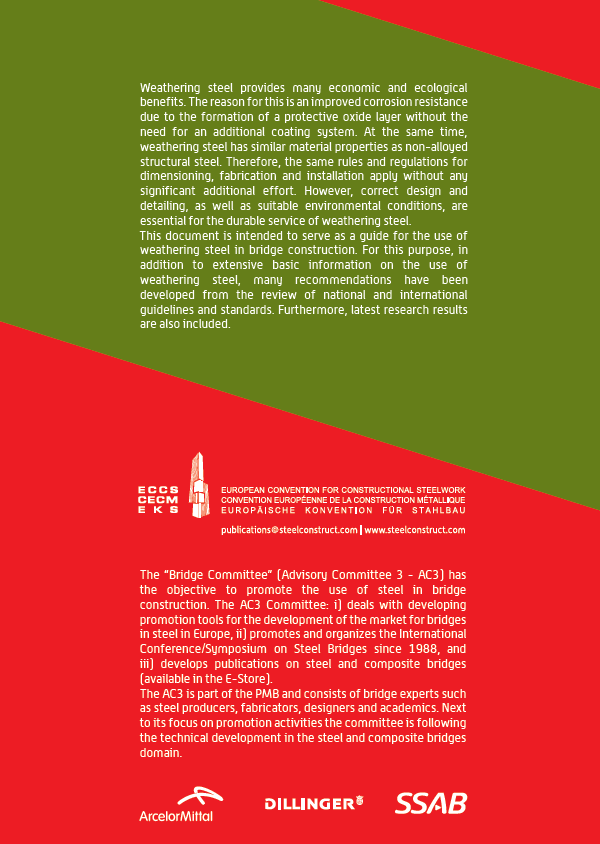 Weathering steel provides many economic and ecological
benefits. The reason for this is an improved corrosion resistance
due to the formation of a protective oxide layer without the
need for an additional coating system. At the same time,
weathering steel has similar material properties as non-alloyed
structural steel. Therefore, the same rules and regulations for
dimensioning, fabrication and installation apply without any
significant additional effort. However, correct design and
detailing, as well as suitable environmental conditions, are
essential for the durable service of weathering steel.
This document is intended to serve as a guide for the use of
weathering steel in bridge construction. For this purpose, in
addition to extensive basic information on the use of
weathering steel, many recommendations have been
developed from the review of national and international
guidelines and standards. Furthermore, latest research results
are also included.
ECCS
CECM
EKS
EUROPEAN CONVENTION FOR CONSTRUCTIONAL STEELWORK
CONVENTION EUROPÉENNE DE LA CONSTRUCTION MÉTALLIQUE
EUROPÄISCHE KONVENTION FÜR STAHLBAU
publications@steelconstruct.com | www.steelconstruct.com
The “Bridge Committee” (Advisory Committee 3 - AC3) has
the objective to promote the use of steel in bridge
construction. The AC3 Committee: i) deals with developing
promotion tools for the development of the market for bridges
in steel in Europe, ii) promotes and organizes the International
Conference/Symposium on Steel Bridges since 1988, and
iii) develops publications on steel and composite bridges
(available in the E-Store).
The AC3 is part of the PMB and consists of bridge experts such
as steel producers, fabricators, designers and academics. Next
to its focus on promotion activities the committee is following
the technical development in the steel and composite bridges
domain.
ArcelorMittal
DILLINGER
SSAB